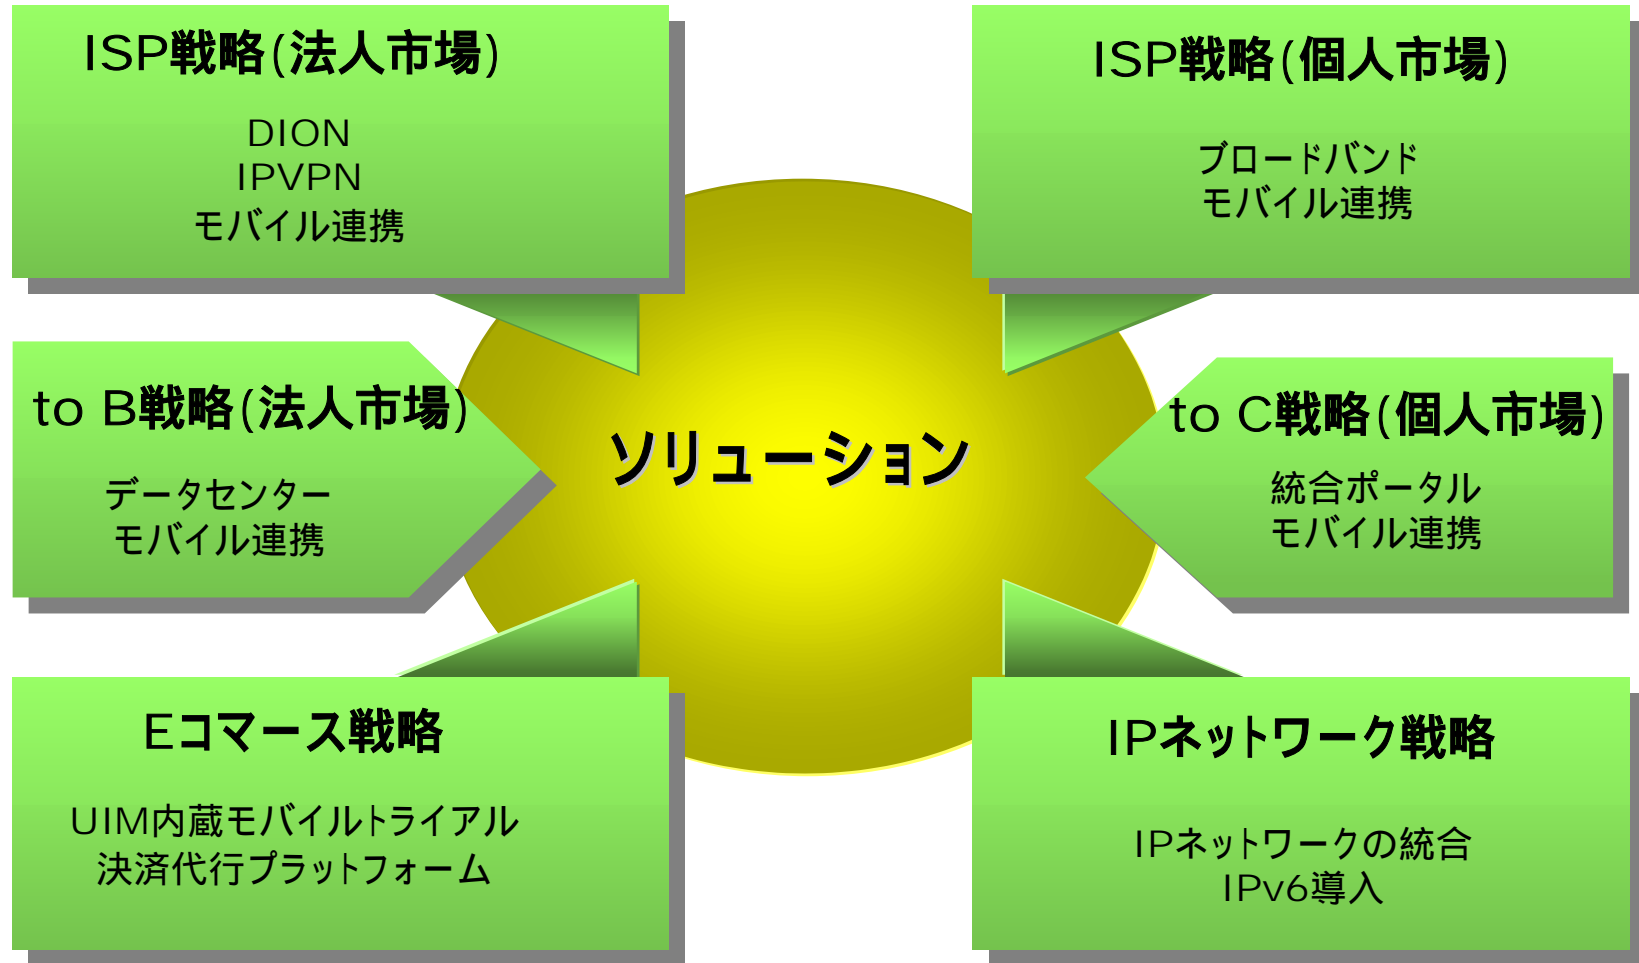 ISP戦略(法人市場)
DION
IPVPN
モバイル連携
ISP戦略(個人市場)
ブロードバンド
モバイル連携
to B戦略(法人市場)
データセンター
モバイル連携
ソリューション
to C戦略(個人市場)
統合ポータル
モバイル連携
Eコマース戦略
UIM内蔵モバイルトライアル
決済代行プラットフォーム
IPネットワーク戦略
IPネットワークの統合
IPv6導入